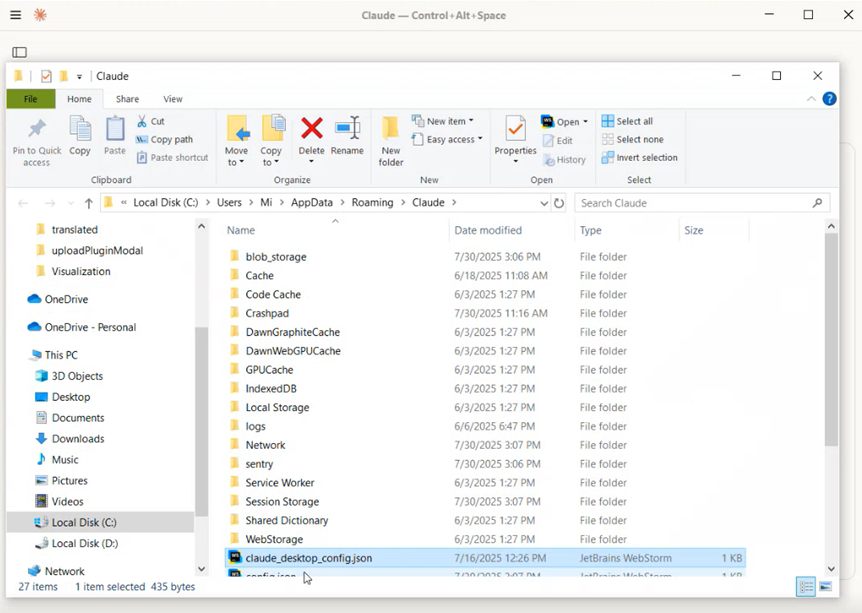 Claude — Control+Alt+Space
Claude
File Home Share View
Pin to Quick access
Copy
Paste
Cut
Copy path
Paste shortcut
Clipboard
Move to
Copy to
Delete
Rename
Organize
New folder
New item
Easy access
New
Properties
Open
Edit
History
Open
Select all
Select none
Invert selection
Select
« Local Disk (C:) > Users > Mi > AppData > Roaming > Claude >
Search Claude
translated
uploadPluginModal
Visualization
OneDrive
OneDrive - Personal
This PC
3D Objects
Desktop
Documents
Downloads
Music
Pictures
Videos
Local Disk (C:)
Local Disk (D:)
Network
Name Date modified Type Size
blob_storage 7/30/2025 3:06 PM File folder
Cache 6/18/2025 11:08 AM File folder
Code Cache 6/3/2025 1:27 PM File folder
Crashpad 7/30/2025 11:16 AM File folder
DawnGraphiteCache 6/3/2025 1:27 PM File folder
DawnWebGPUCache 6/3/2025 1:27 PM File folder
GPUCache 6/3/2025 1:27 PM File folder
IndexedDB 6/3/2025 1:27 PM File folder
Local Storage 6/3/2025 1:27 PM File folder
logs 6/6/2025 6:47 PM File folder
Network 7/30/2025 3:07 PM File folder
sentry 7/30/2025 3:06 PM File folder
Service Worker 6/3/2025 1:27 PM File folder
Session Storage 7/30/2025 3:07 PM File folder
Shared Dictionary 6/3/2025 1:27 PM File folder
WebStorage 6/3/2025 1:27 PM File folder
claude_desktop_config.json 7/16/2025 12:26 PM JetBrains WebStorm 1 KB
config.json 7/30/2025 3:07 PM JetBrains WebStorm 1 KB
27 items 1 item selected 435 bytes